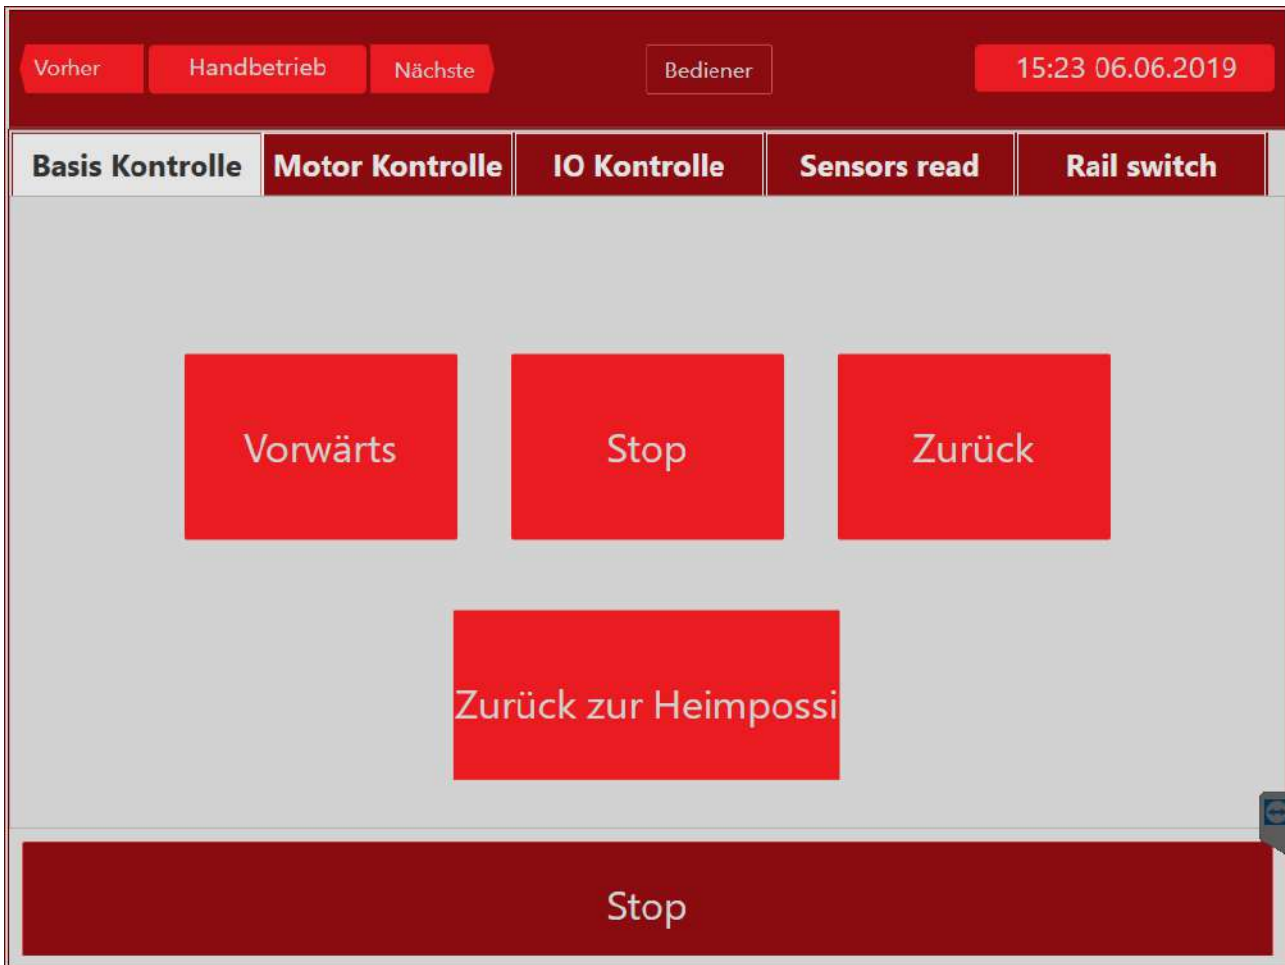 Vorher Handbetrieb Nächste Bediener 15:23 06.06.2019
Basis Kontrolle Motor Kontrolle IO Kontrolle Sensors read Rail switch
Vorwärts Stop Zurück
Zurück zur Heimpossi
Stop